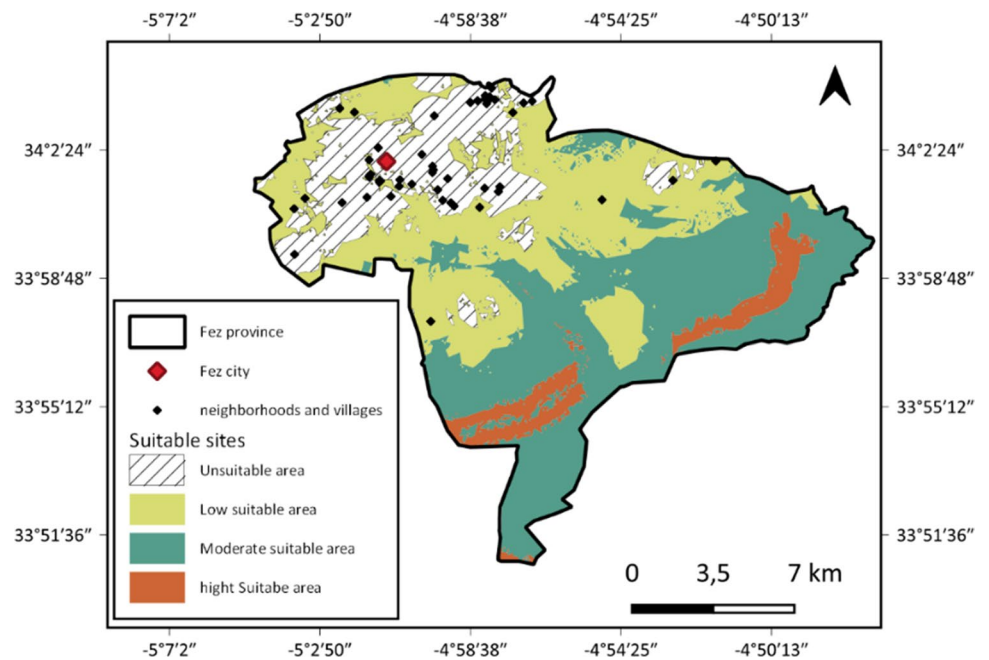 -5°7′2″ -5°2′50″ -4°58′38″ -4°54′25″ -4°50′13″
34°2′24″ 34°2′24″
33°58′48″ 33°58′48″
Fez province
Fez city
33°55′12″ 33°55′12″
neighborhoods and villages
Suitable sites
Unsuitable area
Low suitable area
33°51′36″ 33°51′36″
Moderate suitable area
0 3,5 7 km
hight Suitabe area
-5°7′2″ -5°2′50″ -4°58′38″ -4°54′25″ -4°50′13″